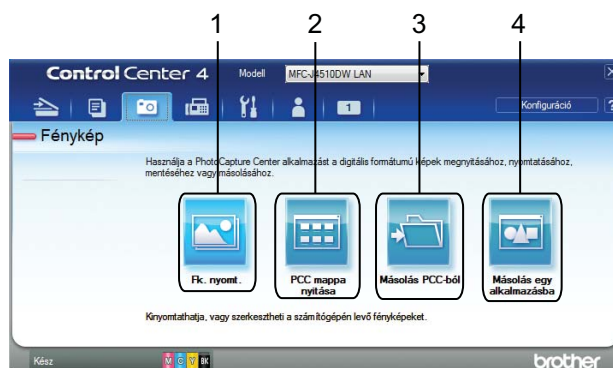 1 2 3 4
Control Center 4 Modell MFC-J4510DW LAN
1 Konfiguráció ?
Fénykép
Használja a PhotoCapture Center alkalmazást a digitális formátumú képek megnyitásához, nyomtatásához,
mentéséhez vagy másolásához.
Fk. nyomt. PCC mappa Másolás PCC-ból Másolás egy
nyitása alkalmazásba
Kinyomtathatja, vagy szerkesztheti a számítógépén levő fényképeket.
Kész M C Y BK brother